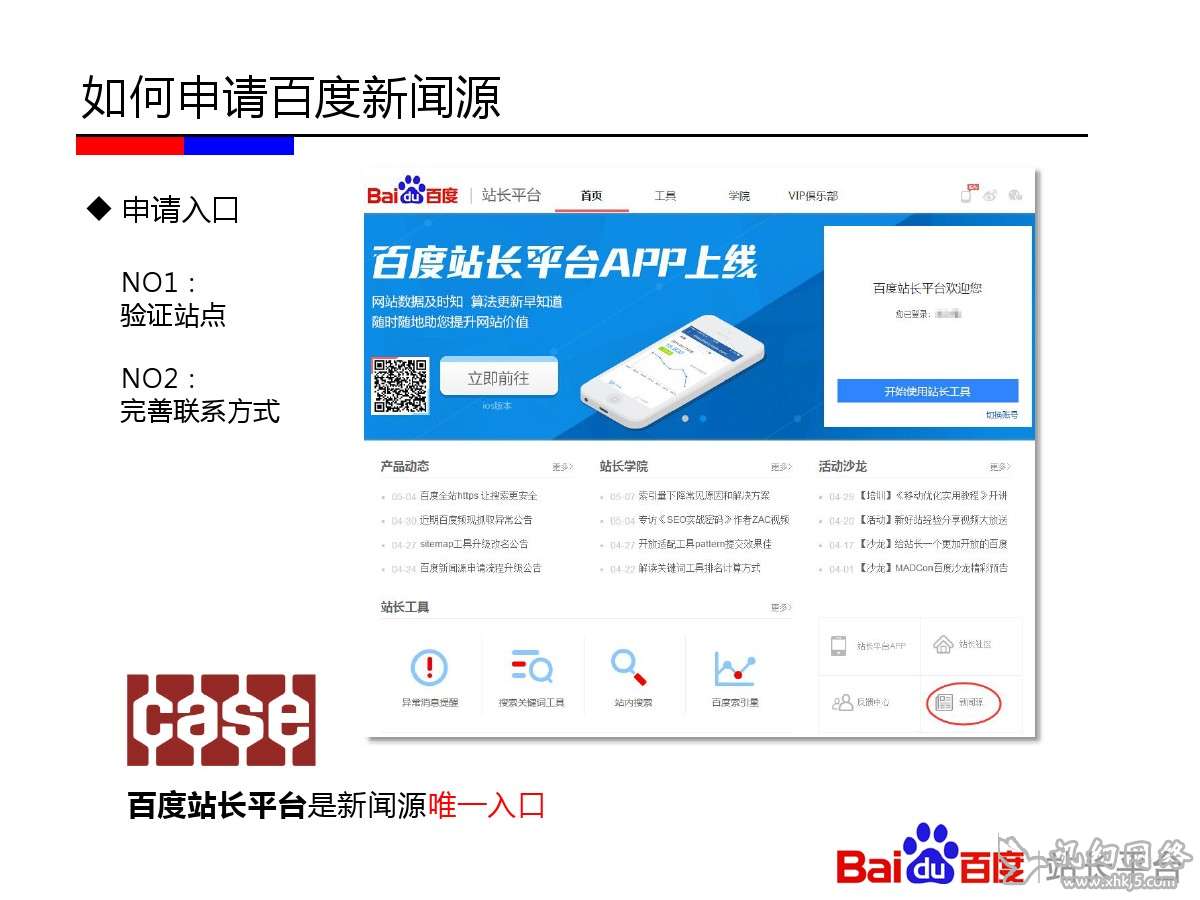 如何申请百度新闻源
◆ 申请入口
NO1：
验证站点
NO2：
完善联系方式
Bai du 百度 | 站长平台 首页 工具 学院 VIP俱乐部
百度站长平台APP上线
网站数据及时知 算法更新早知道
随时随地助您提升网站价值
立即前往
ios版本
百度站长平台欢迎您
您已登录：
开始使用站长工具
切换账号
产品动态 更多>
05-04 百度全站https 让搜索更安全
04-30 近期百度频现抓取异常公告
04-27 sitemap工具升级改名公告
04-24 百度新闻源申请流程升级公告
站长学院 更多>
05-07 索引量下降常见原因和解决方案
05-04 专访《SEO实战密码》作者ZAC视频
04-27 开放适配工具pattern提交效果佳
04-22 解读关键词工具排名计算方式
活动沙龙 更多>
04-29 【培训】《移动优化实用教程》开讲
04-20 【活动】新好站经验分享视频大放送
04-17 【沙龙】给站长一个更加开放的百度
04-01 【沙龙】MADCon百度沙龙精彩预告
站长工具 更多>
异常消息提醒 搜索关键词工具 站内搜索 百度索引量
站长平台APP 站长社区
反馈中心 新闻源
case
百度站长平台是新闻源唯一入口
Bai du 百度 站长平台
www.xhkj5.com